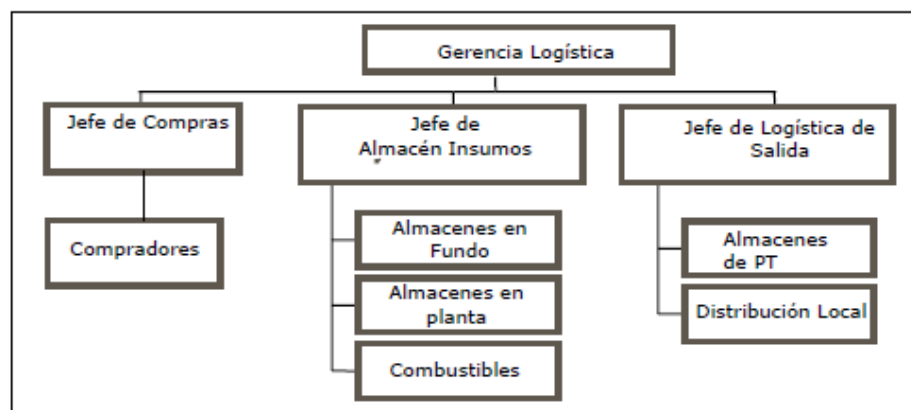 Gerencia Logística
Jefe de Compras
Compradores
Jefe de
Almacén Insumos
Almacenes en
Fundo
Almacenes en
planta
Combustibles
Jefe de Logística de
Salida
Almacenes
de PT
Distribución Local